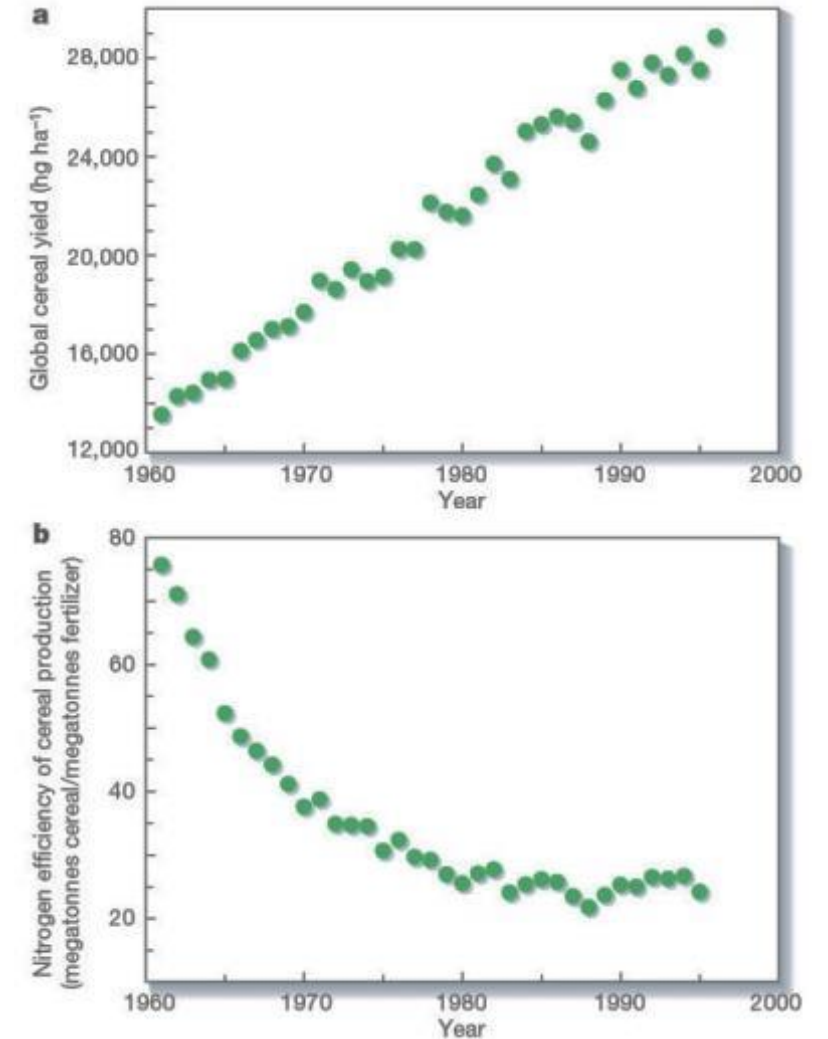 a
Global cereal yield (hg ha⁻¹)
28,000
24,000
20,000
16,000
12,000
1960 1970 1980 1990 2000
Year
b
Nitrogen efficiency of cereal production
(megatonnes cereal/megatonnes fertilizer)
80
60
40
20
1960 1970 1980 1990 2000
Year